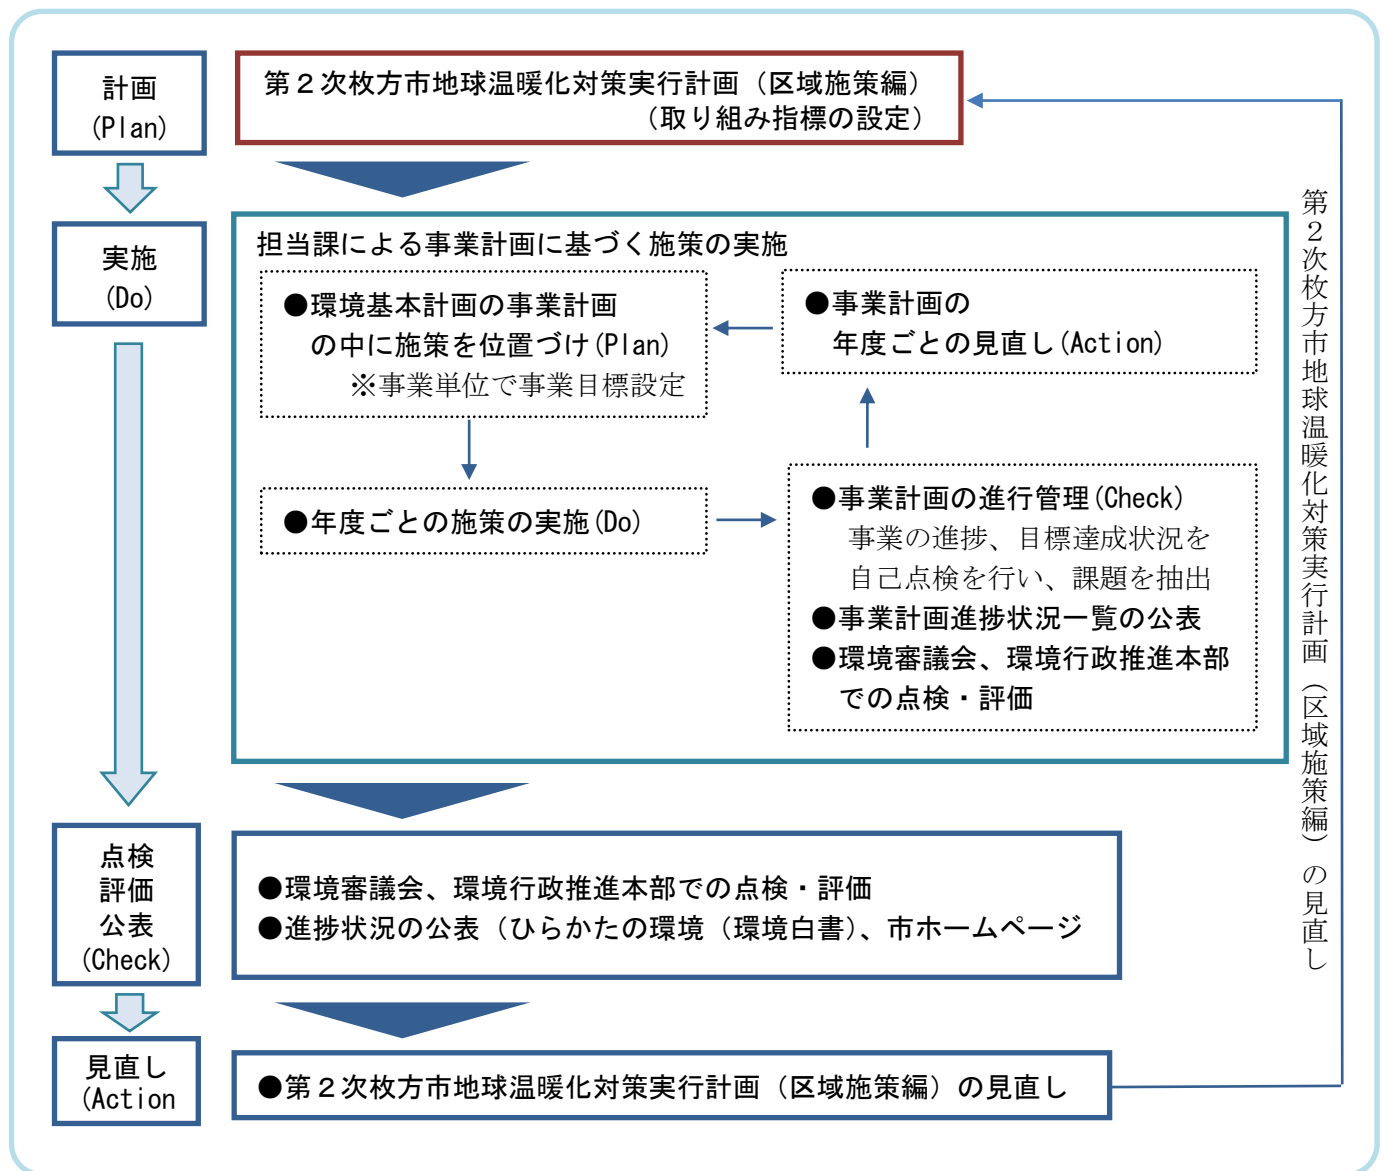 計画
(Plan)
第２次枚方市地球温暖化対策実行計画（区域施策編）
（取り組み指標の設定）
実施
(Do)
担当課による事業計画に基づく施策の実施
●環境基本計画の事業計画
の中に施策を位置づけ(Plan)
※事業単位で事業目標設定
●事業計画の
年度ごとの見直し(Action)
●年度ごとの施策の実施(Do)
●事業計画の進行管理(Check)
事業の進捗、目標達成状況を
自己点検を行い、課題を抽出
●事業計画進捗状況一覧の公表
●環境審議会、環境行政推進本部
での点検・評価
第２次枚方市地球温暖化対策実行計画（区域施策編）の見直し
点検
評価
公表
(Check)
●環境審議会、環境行政推進本部での点検・評価
●進捗状況の公表（ひらかたの環境（環境白書）、市ホームページ
見直し
(Action
●第２次枚方市地球温暖化対策実行計画（区域施策編）の見直し